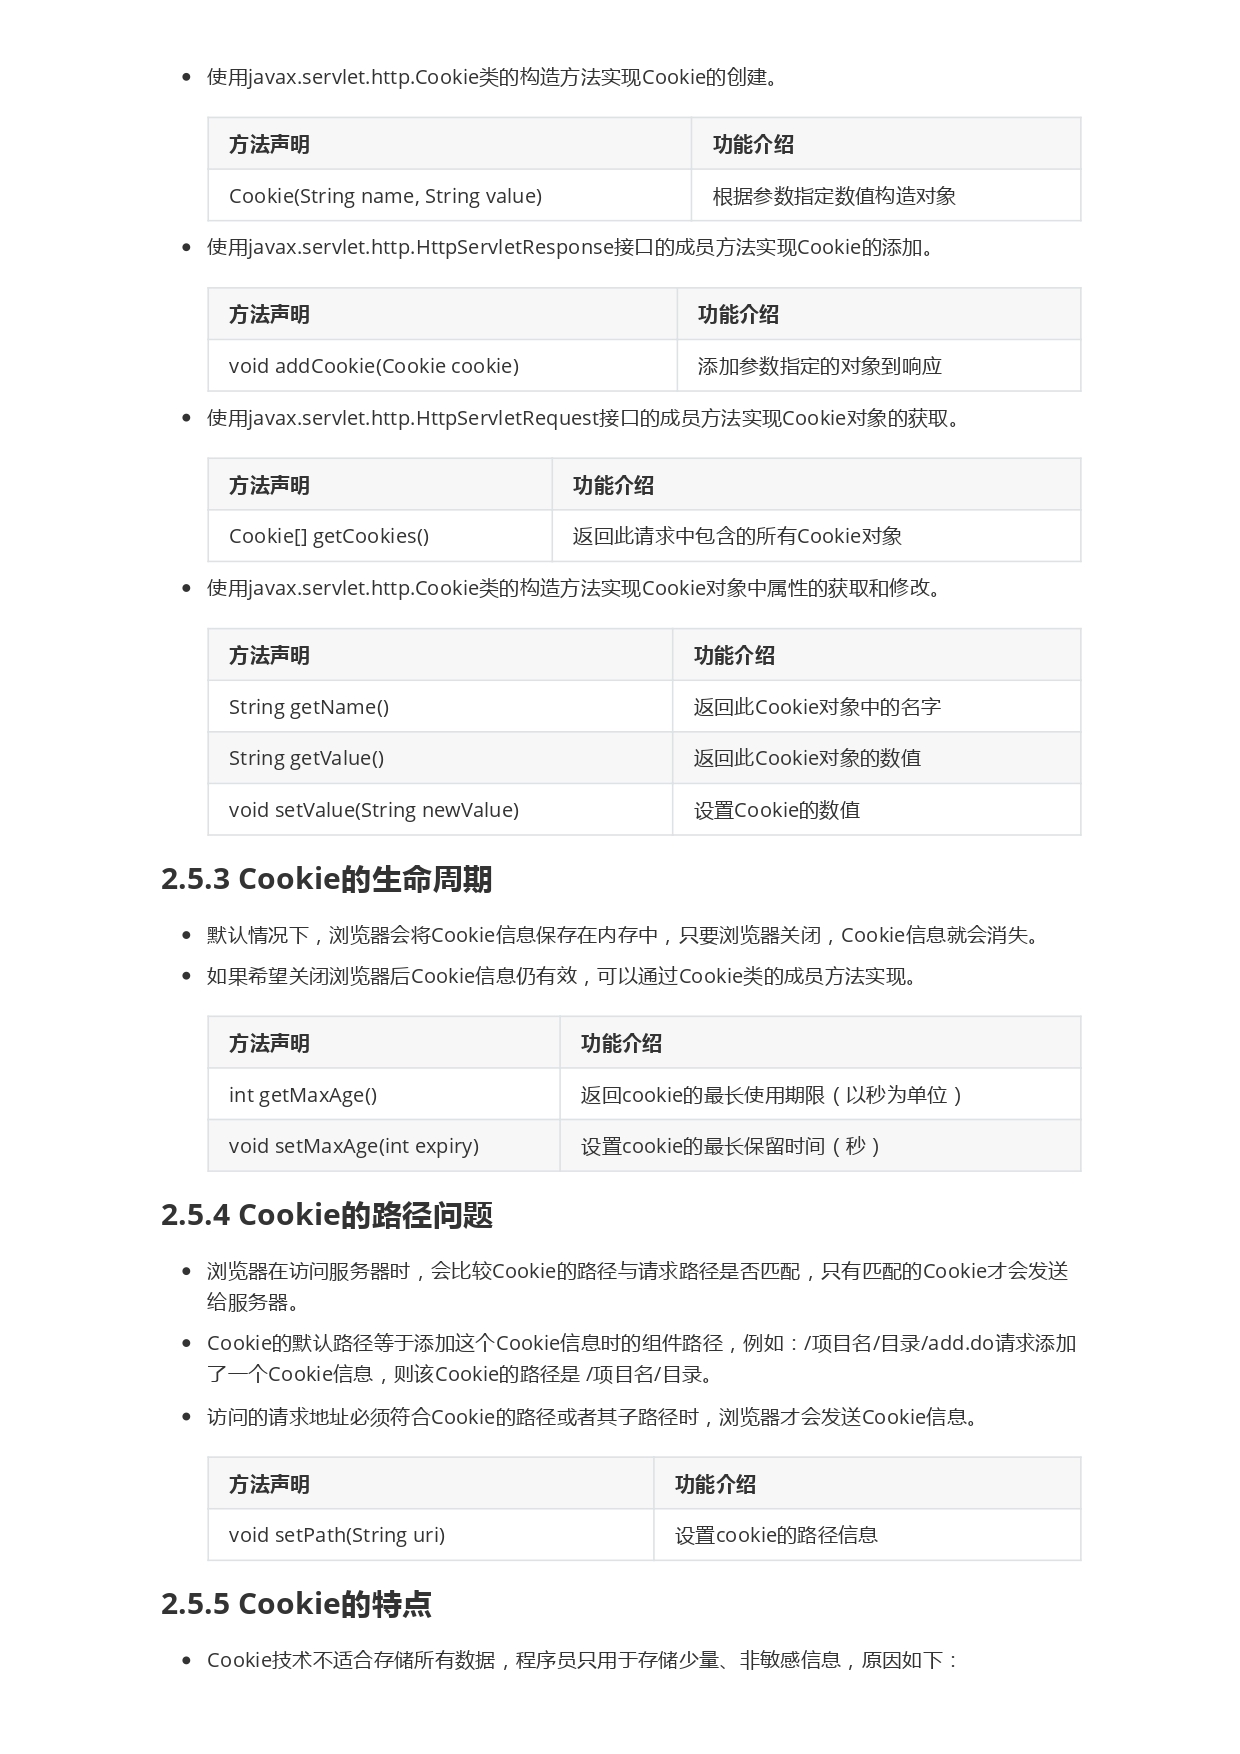 使用javax.servlet.http.Cookie类的构造方法实现Cookie的创建。
方法声明 功能介绍
Cookie(String name, String value) 根据参数指定数值构造对象
使用javax.servlet.http.HttpServletResponse接口的成员方法实现Cookie的添加。
方法声明 功能介绍
void addCookie(Cookie cookie) 添加参数指定的对象到响应
使用javax.servlet.http.HttpServletRequest接口的成员方法实现Cookie对象的获取。
方法声明 功能介绍
Cookie[] getCookies() 返回此请求中包含的所有Cookie对象
使用javax.servlet.http.Cookie类的构造方法实现Cookie对象中属性的获取和修改。
方法声明 功能介绍
String getName() 返回此Cookie对象中的名字
String getValue() 返回此Cookie对象的数值
void setValue(String newValue) 设置Cookie的数值
2.5.3 Cookie的生命周期
默认情况下，浏览器会将Cookie信息保存在内存中，只要浏览器关闭，Cookie信息就会消失。
如果希望关闭浏览器后Cookie信息仍有效，可以通过Cookie类的成员方法实现。
方法声明 功能介绍
int getMaxAge() 返回cookie的最长使用期限（以秒为单位）
void setMaxAge(int expiry) 设置cookie的最长保留时间（秒）
2.5.4 Cookie的路径问题
浏览器在访问服务器时，会比较Cookie的路径与请求路径是否匹配，只有匹配的Cookie才会发送
给服务器。
Cookie的默认路径等于添加这个Cookie信息时的组件路径，例如：/项目名/目录/add.do请求添加
了一个Cookie信息，则该Cookie的路径是 /项目名/目录。
访问的请求地址必须符合Cookie的路径或者其子路径时，浏览器才会发送Cookie信息。
方法声明 功能介绍
void setPath(String uri) 设置cookie的路径信息
2.5.5 Cookie的特点
Cookie技术不适合存储所有数据，程序员只用于存储少量、非敏感信息，原因如下：